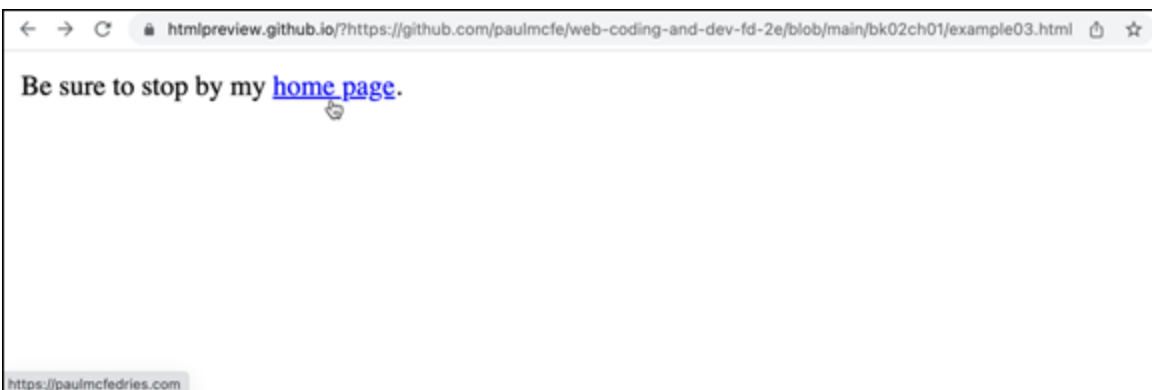 htmlpreview.github.io/?https://github.com/paulmcfe/web-coding-and-dev-fd-2e/blob/main/bk02ch01/example03.html
Be sure to stop by my home page.
https://paulmcfedries.com